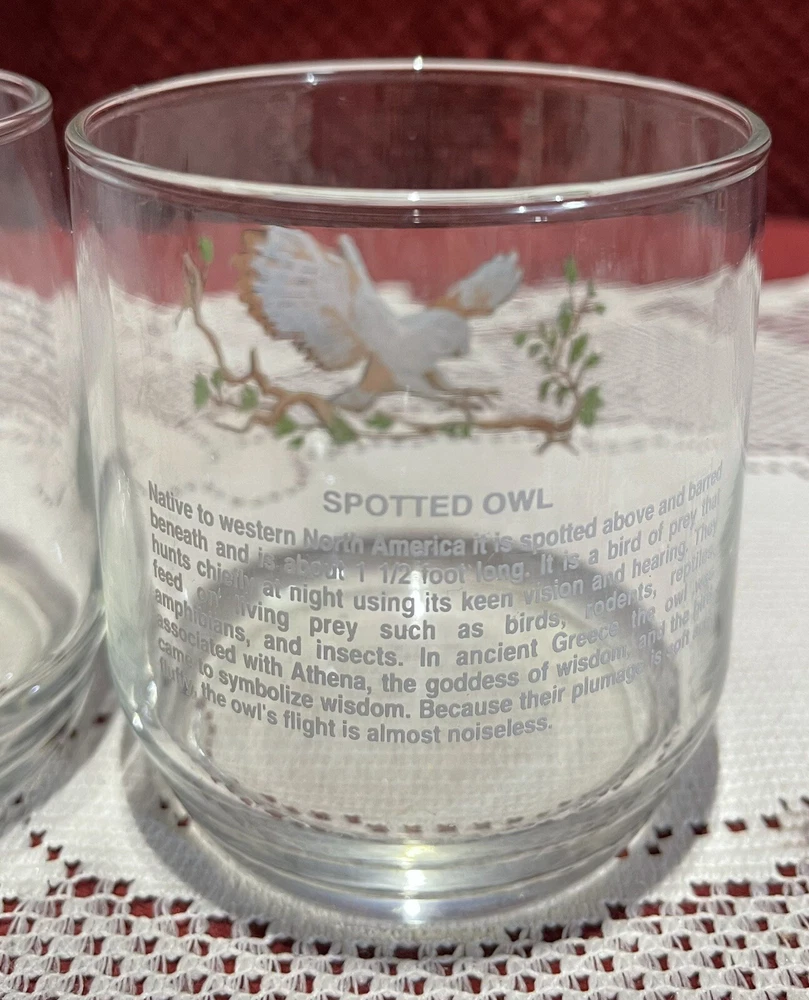 SPOTTED OWL
Native to western North America it is spotted above and barred
beneath and is about 1 1/2 foot long. It is a bird of prey that
hunts chiefly at night using its keen vision and hearing. They
feed on living prey such as birds, rodents, reptiles,
amphibians, and insects. In ancient Greece the owl was
associated with Athena, the goddess of wisdom, and the
came to symbolize wisdom. Because their plumage is soft and
fluffy, the owl's flight is almost noiseless.